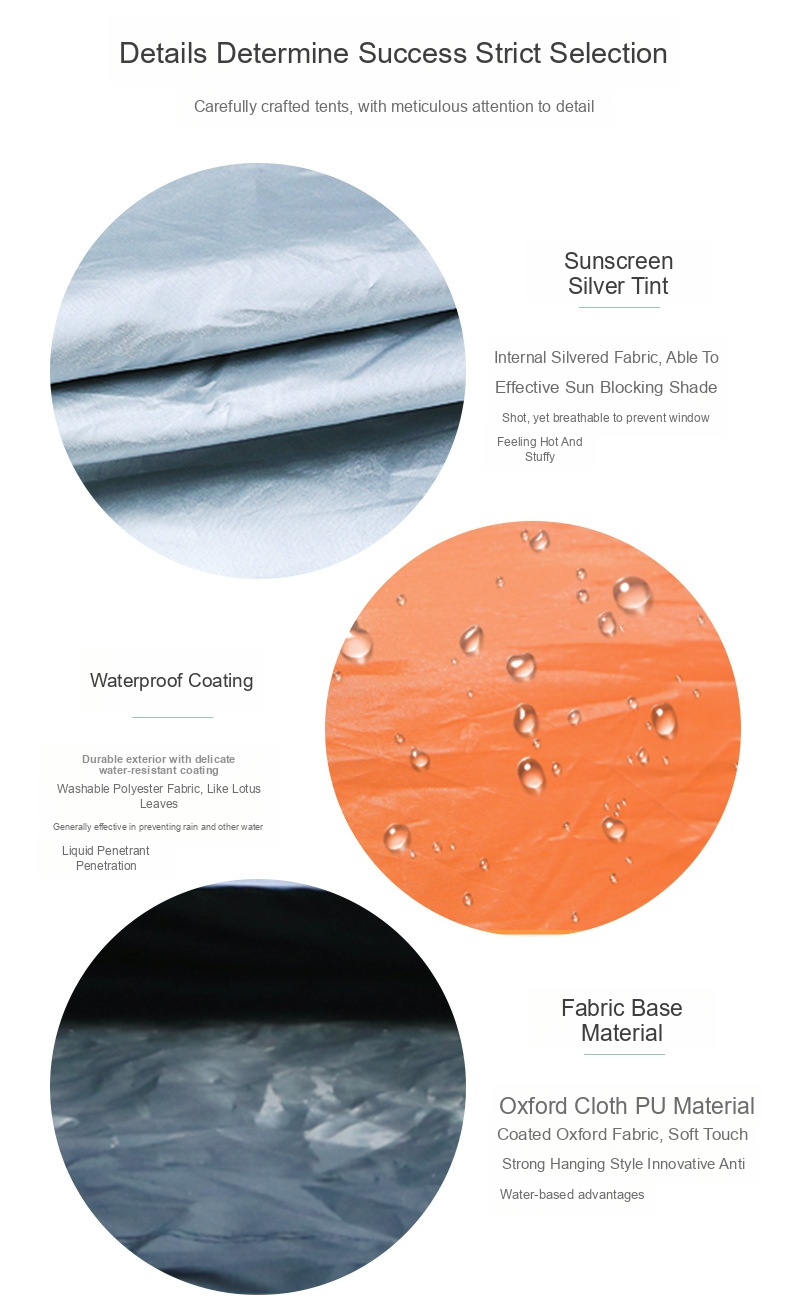 Details Determine Success Strict Selection
Carefully crafted tents, with meticulous attention to detail
Sunscreen
Silver Tint
Internal Silvered Fabric, Able To
Effective Sun Blocking Shade
Shot, yet breathable to prevent window
Feeling Hot And
Stuffy
Waterproof Coating
Durable exterior with delicate
water-resistant coating
Washable Polyester Fabric, Like Lotus
Leaves
Generally effective in preventing rain and other water
Liquid Penetrant
Penetration
Fabric Base
Material
Oxford Cloth PU Material
Coated Oxford Fabric, Soft Touch
Strong Hanging Style Innovative Anti
Water-based advantages